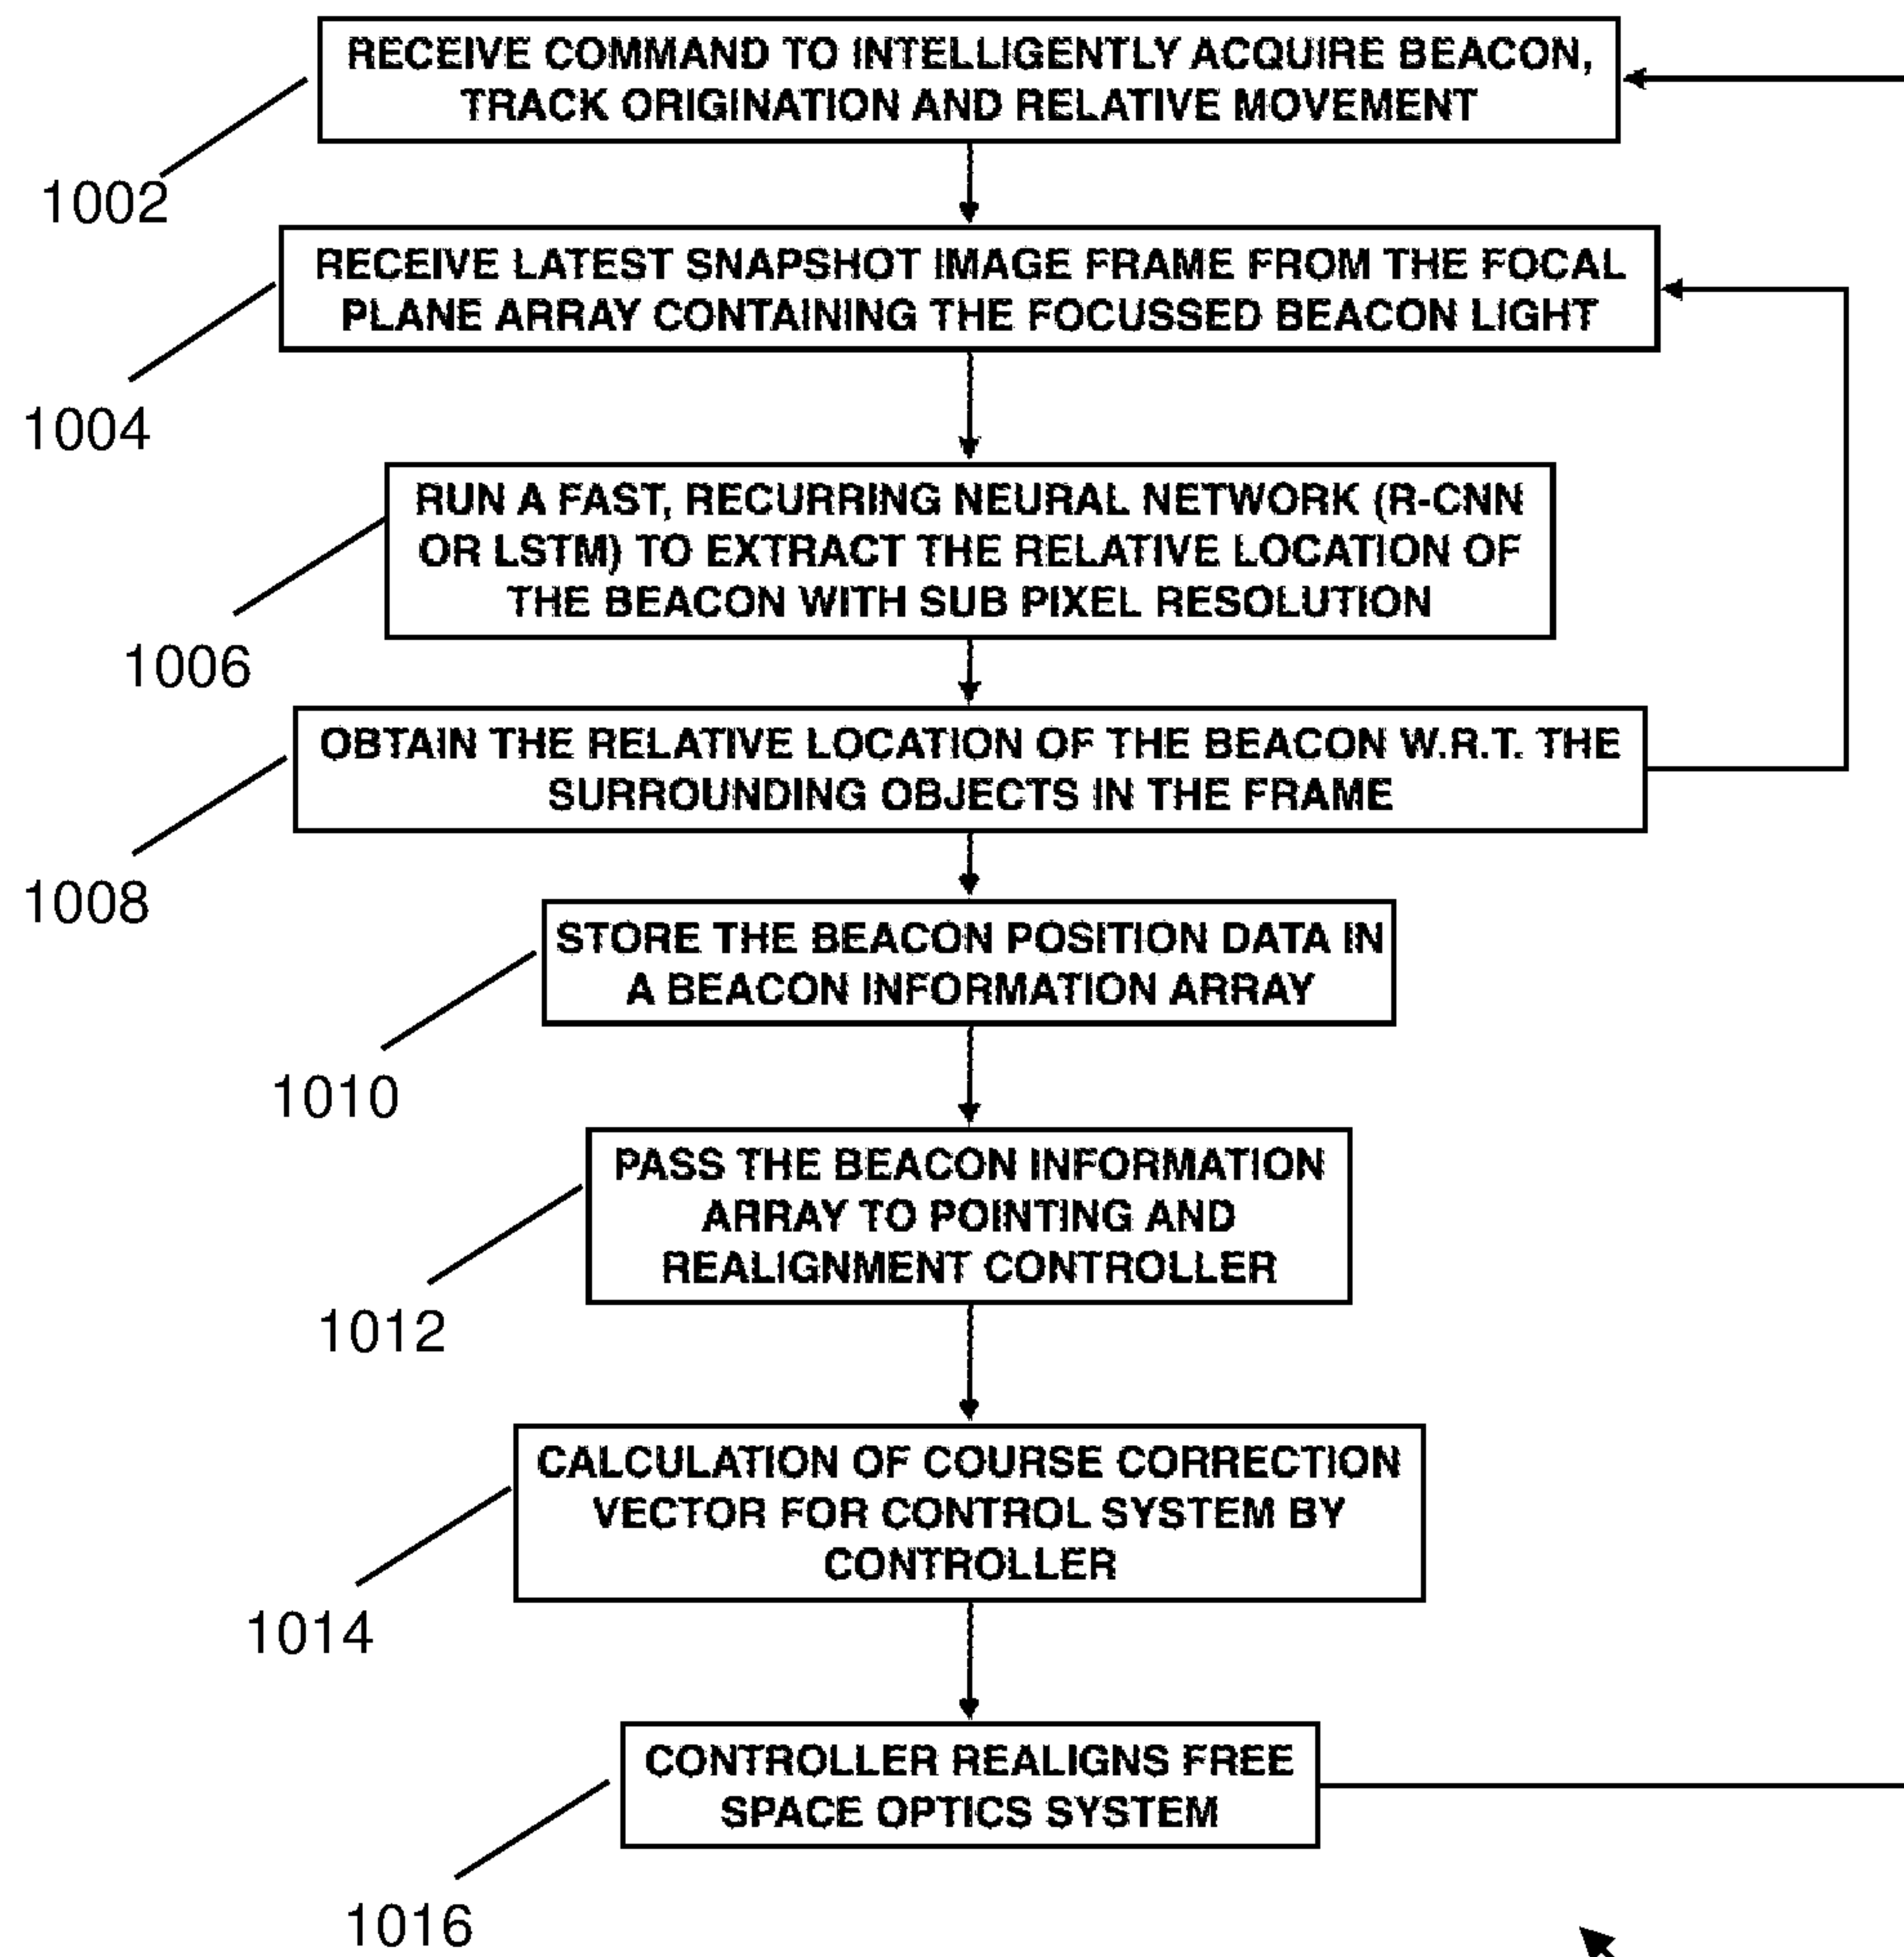 RECEIVE COMMAND TO INTELLIGENTLY ACQUIRE BEACON,
TRACK ORIGINATION AND RELATIVE MOVEMENT
1002
RECEIVE LATEST SNAPSHOT IMAGE FRAME FROM THE FOCAL
PLANE ARRAY CONTAINING THE FOCUSSED BEACON LIGHT
1004
RUN A FAST, RECURRING NEURAL NETWORK (R-CNN
OR LSTM) TO EXTRACT THE RELATIVE LOCATION OF
THE BEACON WITH SUB PIXEL RESOLUTION
1006
OBTAIN THE RELATIVE LOCATION OF THE BEACON W.R.T. THE
SURROUNDING OBJECTS IN THE FRAME
1008
STORE THE BEACON POSITION DATA IN
A BEACON INFORMATION ARRAY
1010
PASS THE BEACON INFORMATION
ARRAY TO POINTING AND
REALIGNMENT CONTROLLER
1012
CALCULATION OF COURSE CORRECTION
VECTOR FOR CONTROL SYSTEM BY
CONTROLLER
1014
CONTROLLER REALIGNS FREE
SPACE OPTICS SYSTEM
1016